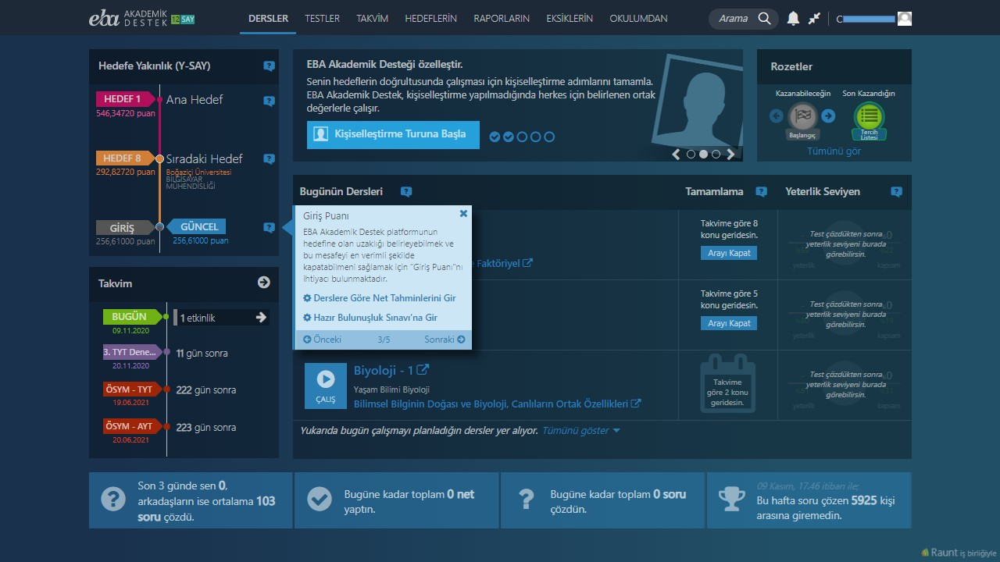 eba AKADEMİK DESTEK 12 SAY
DERSLER TESTLER TAKVİM HEDEFLERİN RAPORLARIN EKSİKLERİN OKULUMDAN
Arama
C
Hedefe Yakınlık (Y-SAY)
HEDEF 1 Ana Hedef
546,34720 puan
HEDEF 8 Sıradaki Hedef
292,82720 puan
Boğaziçi Üniversitesi
BİLGİSAYAR
MÜHENDİSLİĞİ
GİRİŞ GÜNCEL
256,61000 puan 256,61000 puan
Takvim
BUGÜN 1 etkinlik
09.11.2020
3. TYT Dene... 11 gün sonra
20.11.2020
ÖSYM - TYT 222 gün sonra
19.06.2021
ÖSYM - AYT 223 gün sonra
20.06.2021
EBA Akademik Desteği özelleştir.
Senin hedeflerin doğrultusunda çalışması için kişiselleştirme adımlarını tamamla.
EBA Akademik Destek, kişiselleştirme yapılmadığında herkes için belirlenen ortak
değerlerle çalışır.
Kişiselleştirme Turuna Başla
Rozetler
Kazanabileceğin Son Kazandığın
Başlangıç
Tercih
Listesi
Tümünü gör
Bugünün Dersleri Tamamlama Yeterlik Seviyen
Giriş Puanı
EBA Akademik Destek platformunun
hedefine olan uzaklığı belirleyebilmek ve
bu mesafeyi en verimli şekilde
kapatabilmeni sağlamak için "Giriş Puanı"nı
ihtiyacı bulunmaktadır.
Derslere Göre Net Tahminlerini Gir
Hazır Bulunuşluk Sınavı'na Gir
Önceki 3/5 Sonraki
e Faktöriyel
Takvime göre 8
konu geridesin.
Arayı Kapat
Test çözdükten sonra
yeterlik seviyeni burada
görebilirsin.
%0
yeterlik kapsam
Takvime göre 5
konu geridesin.
Arayı Kapat
Test çözdükten sonra
yeterlik seviyeni burada
görebilirsin.
%0
yeterlik kapsam
ÇALIŞ
Biyoloji - 1
Yaşam Bilimi Biyoloji
Bilimsel Bilginin Doğası ve Biyoloji, Canlıların Ortak Özellikleri
Takvime
göre 2 konu
geridesin.
Test çözdükten sonra
yeterlik seviyeni burada
görebilirsin.
%0
yeterlik kapsam
Yukarıda bugün çalışmayı planladığın dersler yer alıyor. Tümünü göster
Son 3 günde sen 0,
arkadaşların ise ortalama 103
soru çözdü.
Bugüne kadar toplam 0 net
yaptın.
Bugüne kadar toplam 0 soru
çözdün.
09 Kasım, 17.46 itibarı ile;
Bu hafta soru çözen 5925 kişi
arasına giremedin.
Raunt iş birliğiyle